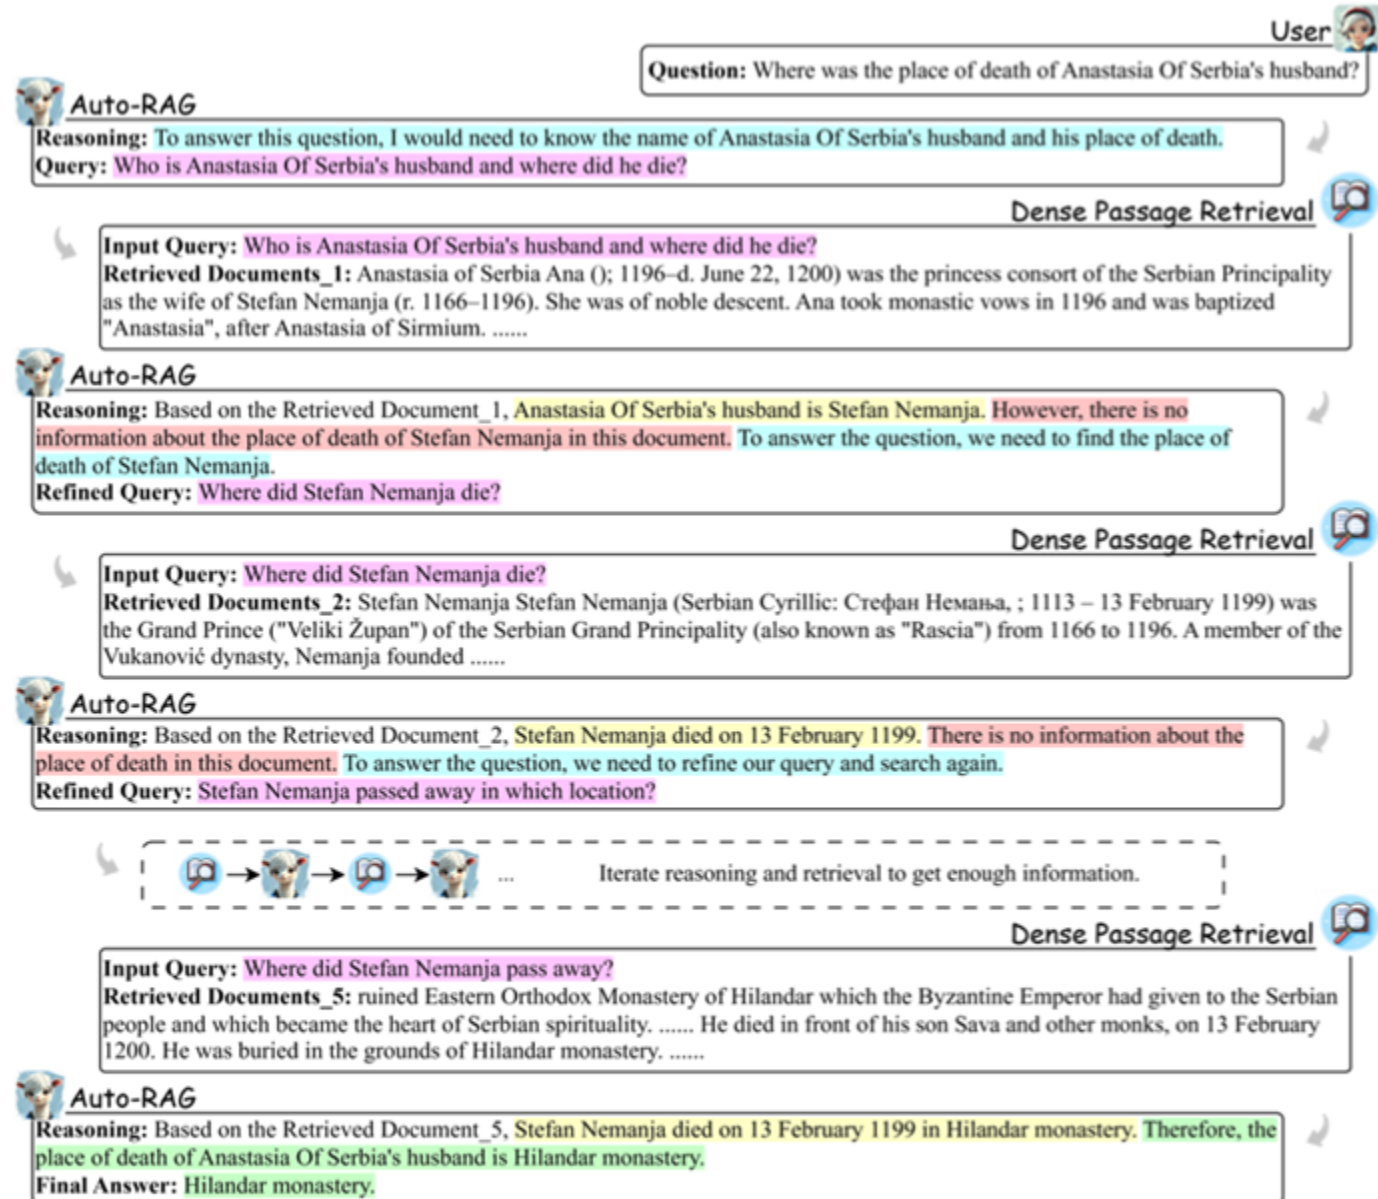 User
Question: Where was the place of death of Anastasia Of Serbia's husband?
Auto-RAG
Reasoning: To answer this question, I would need to know the name of Anastasia Of Serbia's husband and his place of death.
Query: Who is Anastasia Of Serbia's husband and where did he die?
Dense Passage Retrieval
Input Query: Who is Anastasia Of Serbia's husband and where did he die?
Retrieved Documents_1: Anastasia of Serbia Ana (); 1196–d. June 22, 1200) was the princess consort of the Serbian Principality
as the wife of Stefan Nemanja (r. 1166–1196). She was of noble descent. Ana took monastic vows in 1196 and was baptized
"Anastasia", after Anastasia of Sirmium. ......
Auto-RAG
Reasoning: Based on the Retrieved Document_1, Anastasia Of Serbia's husband is Stefan Nemanja. However, there is no
information about the place of death of Stefan Nemanja in this document. To answer the question, we need to find the place of
death of Stefan Nemanja.
Refined Query: Where did Stefan Nemanja die?
Dense Passage Retrieval
Input Query: Where did Stefan Nemanja die?
Retrieved Documents_2: Stefan Nemanja Stefan Nemanja (Serbian Cyrillic: Стефан Немања, ; 1113 – 13 February 1199) was
the Grand Prince ("Veliki Župan") of the Serbian Grand Principality (also known as "Rascia") from 1166 to 1196. A member of the
Vukanović dynasty, Nemanja founded ......
Auto-RAG
Reasoning: Based on the Retrieved Document_2, Stefan Nemanja died on 13 February 1199. There is no information about the
place of death in this document. To answer the question, we need to refine our query and search again.
Refined Query: Stefan Nemanja passed away in which location?
... Iterate reasoning and retrieval to get enough information.
Dense Passage Retrieval
Input Query: Where did Stefan Nemanja pass away?
Retrieved Documents_5: ruined Eastern Orthodox Monastery of Hilandar which the Byzantine Emperor had given to the Serbian
people and which became the heart of Serbian spirituality. ...... He died in front of his son Sava and other monks, on 13 February
1200. He was buried in the grounds of Hilandar monastery. ......
Auto-RAG
Reasoning: Based on the Retrieved Document_5, Stefan Nemanja died on 13 February 1199 in Hilandar monastery. Therefore, the
place of death of Anastasia Of Serbia's husband is Hilandar monastery.
Final Answer: Hilandar monastery.